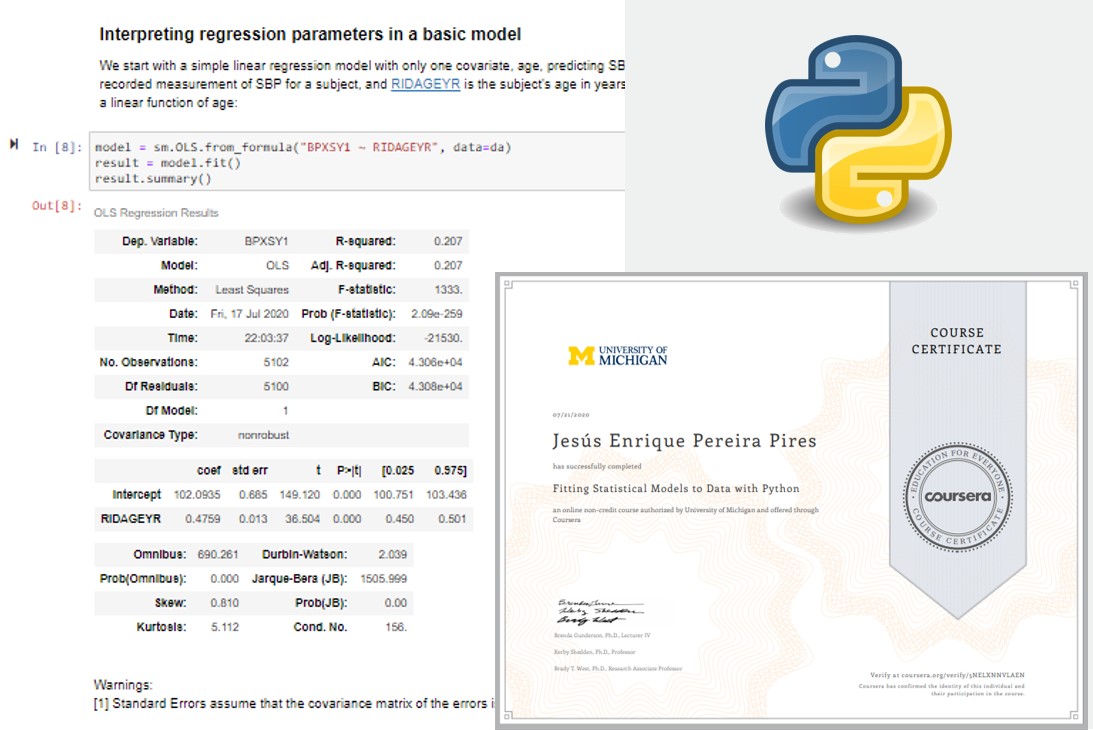 Interpreting regression parameters in a basic model
We start with a simple linear regression model with only one covariate, age, predicting SB
recorded measurement of SBP for a subject, and RIDAGEYR is the subject's age in years
a linear function of age:
In [8]: model = sm.OLS.from_formula("BPXSY1 ~ RIDAGEYR", data=da)
result = model.fit()
result.summary()
Out[8]: OLS Regression Results
Dep. Variable: BPXSY1 R-squared: 0.207
Model: OLS Adj. R-squared: 0.207
Method: Least Squares F-statistic: 1333.
Date: Fri, 17 Jul 2020 Prob (F-statistic): 2.09e-259
Time: 22:03:37 Log-Likelihood: -21530.
No. Observations: 5102 AIC: 4.306e+04
Df Residuals: 5100 BIC: 4.308e+04
Df Model: 1
Covariance Type: nonrobust
coef std err t P>|t| [0.025 0.975]
Intercept 102.0935 0.685 149.120 0.000 100.751 103.436
RIDAGEYR 0.4759 0.013 36.504 0.000 0.450 0.501
Omnibus: 690.261 Durbin-Watson: 2.039
Prob(Omnibus): 0.000 Jarque-Bera (JB): 1505.999
Skew: 0.810 Prob(JB): 0.00
Kurtosis: 5.112 Cond. No. 156.
Warnings:
[1] Standard Errors assume that the covariance matrix of the errors i
UNIVERSITY OF
MICHIGAN
07/21/2020
Jesús Enrique Pereira Pires
has successfully completed
Fitting Statistical Models to Data with Python
an online non-credit course authorized by University of Michigan and offered through
Coursera
Brenda Gunderson, Ph.D., Lecturer IV
Kerby Shedden, Ph.D., Professor
Brady T. West, Ph.D., Research Associate Professor
COURSE
CERTIFICATE
EDUCATION FOR EVERYONE
coursera
COURSE CERTIFICATE
Verify at coursera.org/verify/5NELXNNVLAEN
Coursera has confirmed the identity of this individual and
their participation in the course.